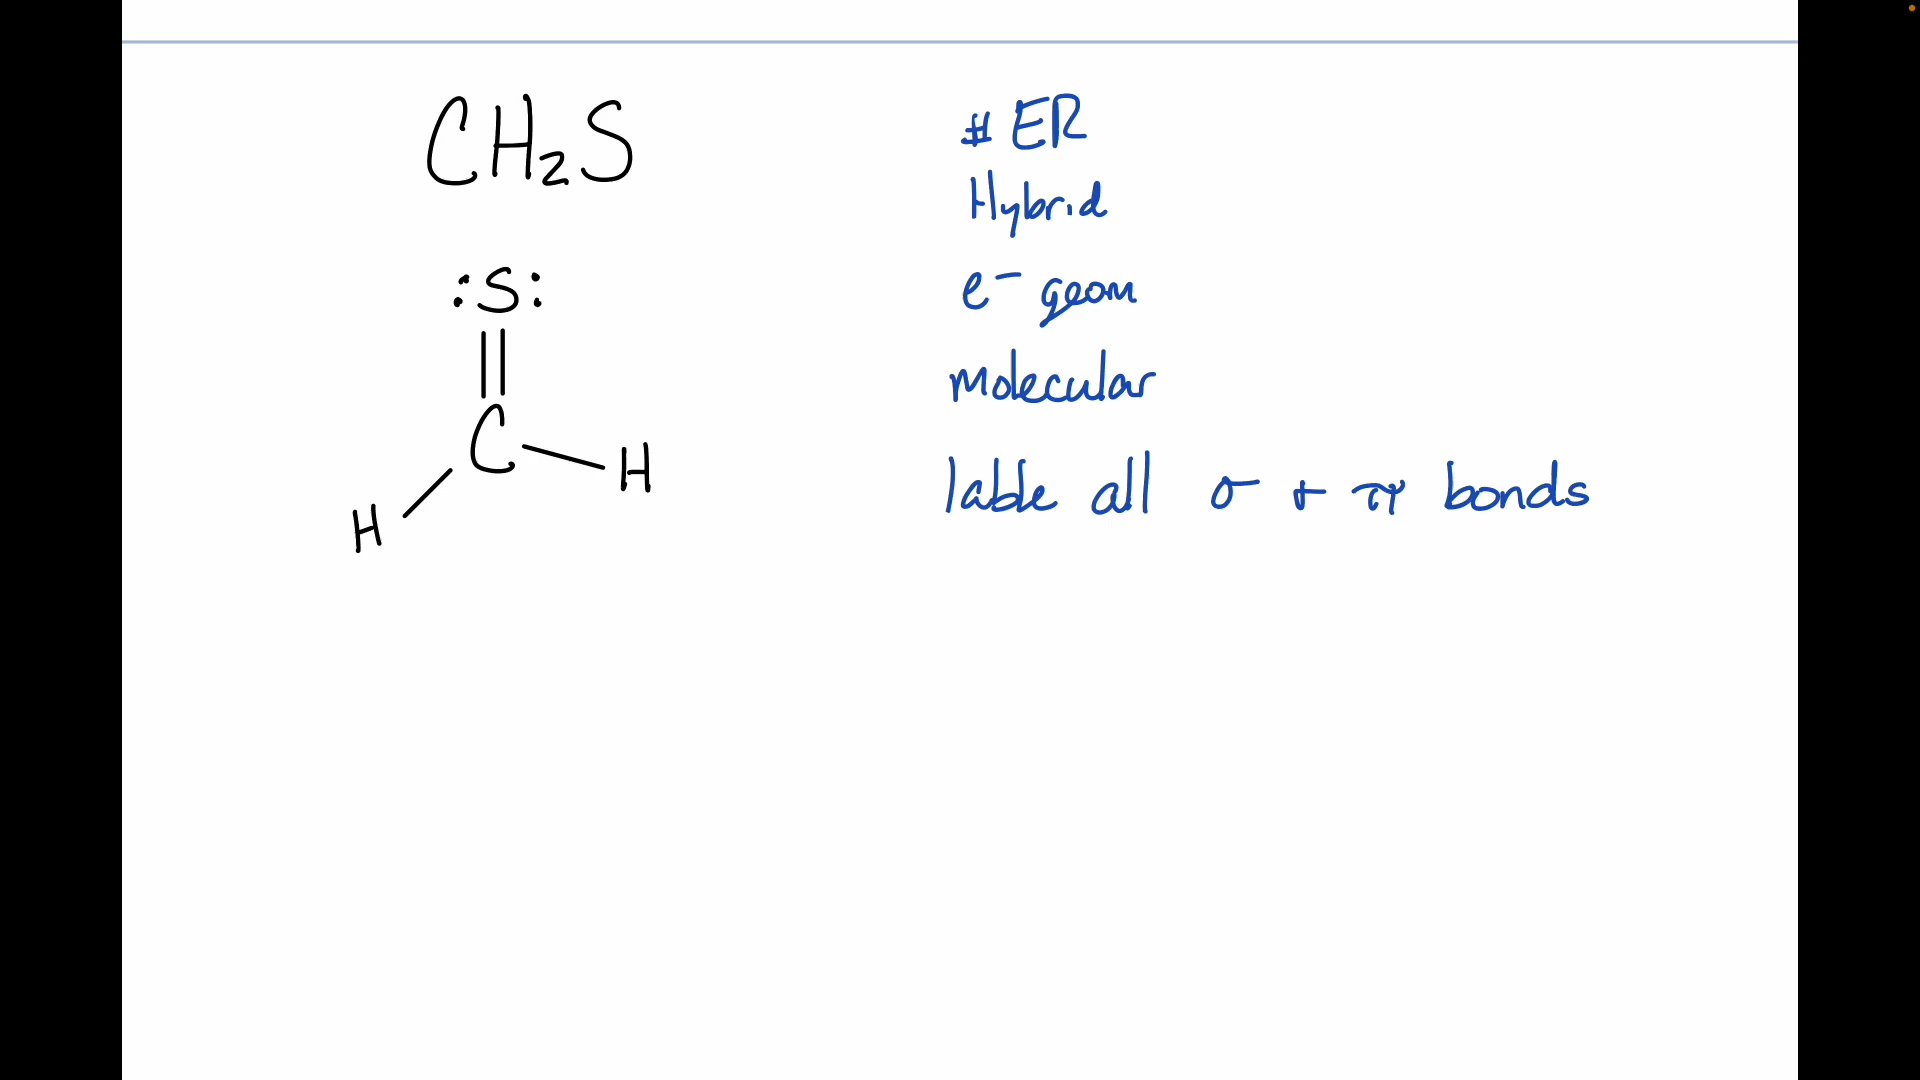 CH₂S
# ER
Hybrid
e⁻ geom
molecular
lable all σ + π bonds
:S:
||
C
H
H